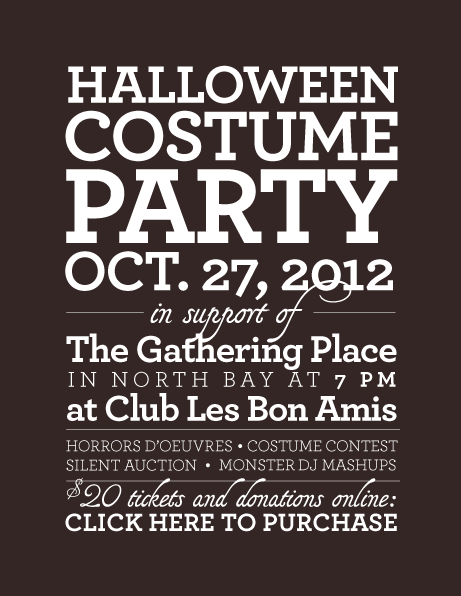 HALLOWEEN
COSTUME
PARTY
OCT. 27, 2012
in support of
The Gathering Place
IN NORTH BAY AT 7 PM
at Club Les Bon Amis
HORRORS D'OEUVRES • COSTUME CONTEST
SILENT AUCTION • MONSTER DJ MASHUPS
$20 tickets and donations online:
CLICK HERE TO PURCHASE